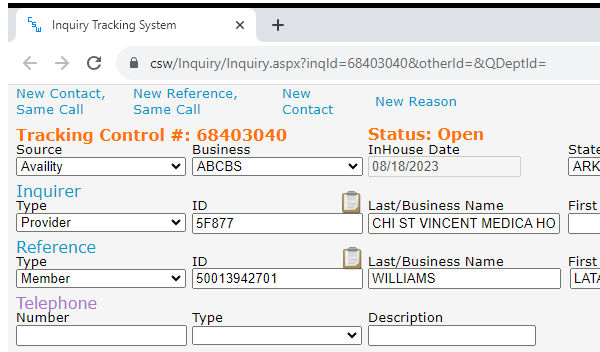 CSW Inquiry Tracking System
csw/Inquiry/Inquiry.aspx?inqId=68403040&otherId=&QDeptId=
New Contact, Same Call
New Reference, Same Call
New Contact
New Reason
Tracking Control #: 68403040 Status: Open
Source Business InHouse Date State
Availity ABCBS 08/18/2023 ARK
Inquirer
Type ID Last/Business Name First
Provider 5F877 CHI ST VINCENT MEDICA HO
Reference
Type ID Last/Business Name First
Member 50013942701 WILLIAMS LATA
Telephone
Number Type Description